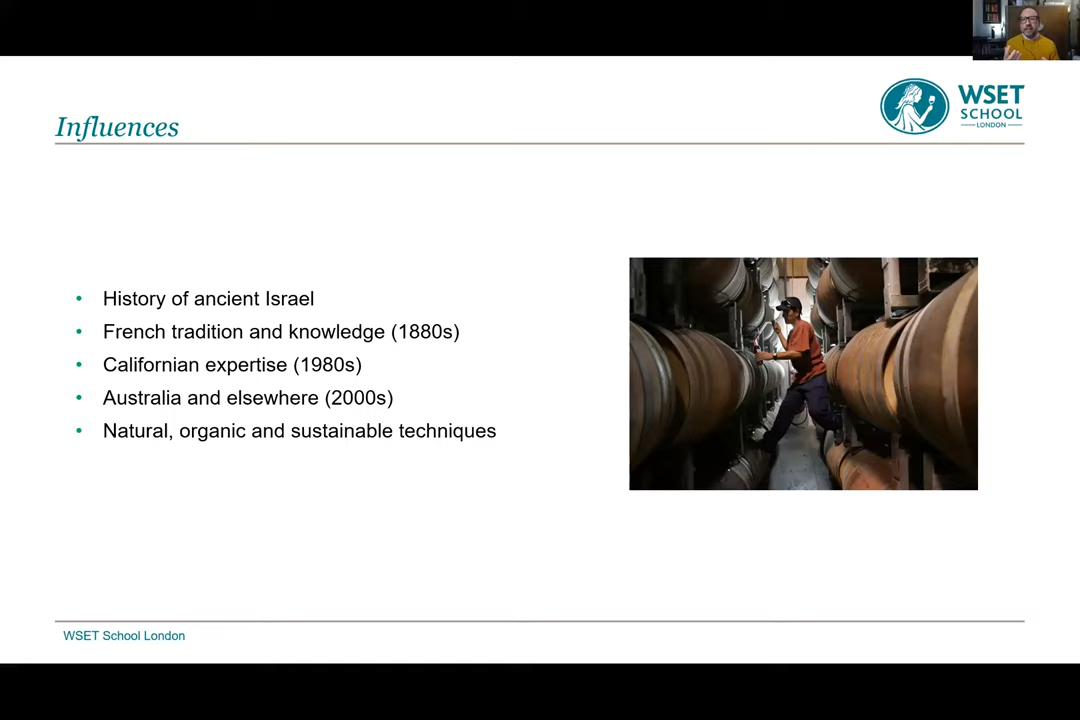 Influences
WSET
SCHOOL
LONDON
History of ancient Israel
French tradition and knowledge (1880s)
Californian expertise (1980s)
Australia and elsewhere (2000s)
Natural, organic and sustainable techniques
WSET School London